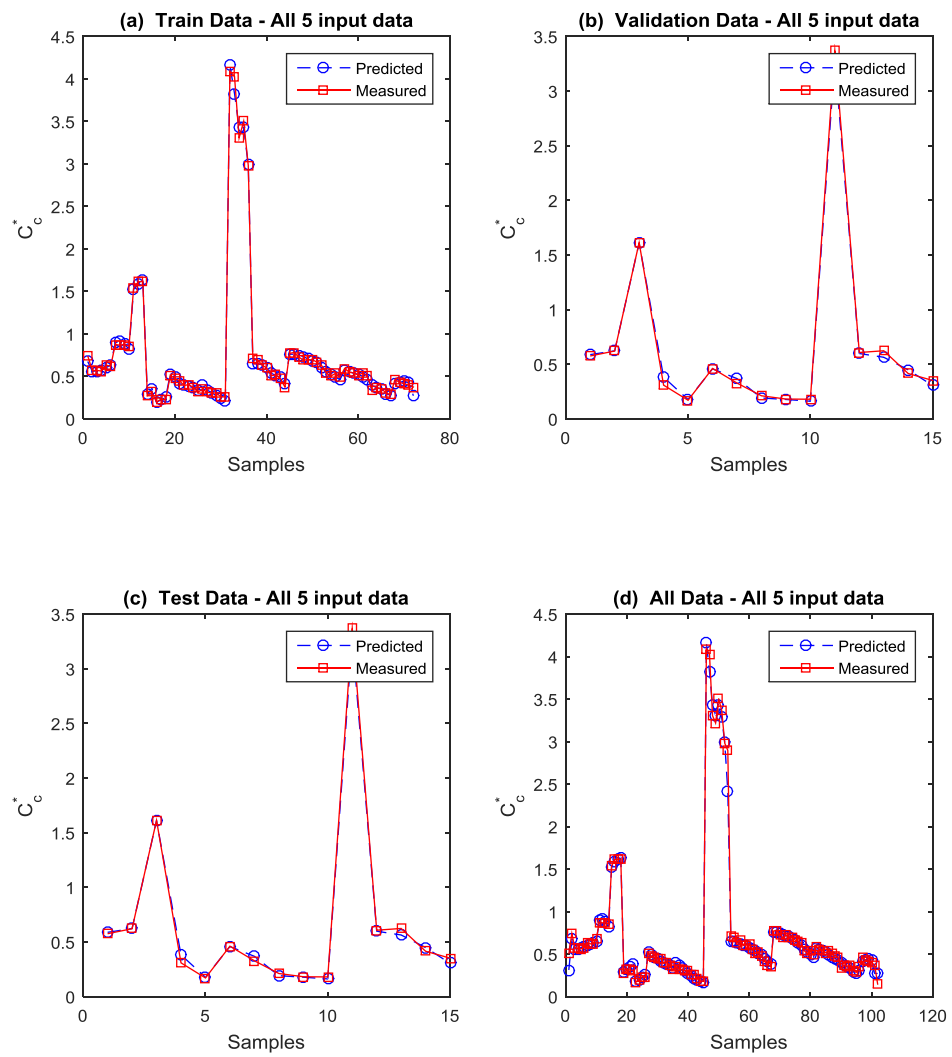 (a) Train Data - All 5 input data
4.5
4
3.5
3
2.5
2
1.5
1
0.5
0
C*c
Predicted
Measured
0 20 40 60 80
Samples
(b) Validation Data - All 5 input data
3.5
3
2.5
2
1.5
1
0.5
0
C*c
Predicted
Measured
0 5 10 15
Samples
(c) Test Data - All 5 input data
3.5
3
2.5
2
1.5
1
0.5
0
C*c
Predicted
Measured
0 5 10 15
Samples
(d) All Data - All 5 input data
4.5
4
3.5
3
2.5
2
1.5
1
0.5
0
C*c
Predicted
Measured
0 20 40 60 80 100 120
Samples